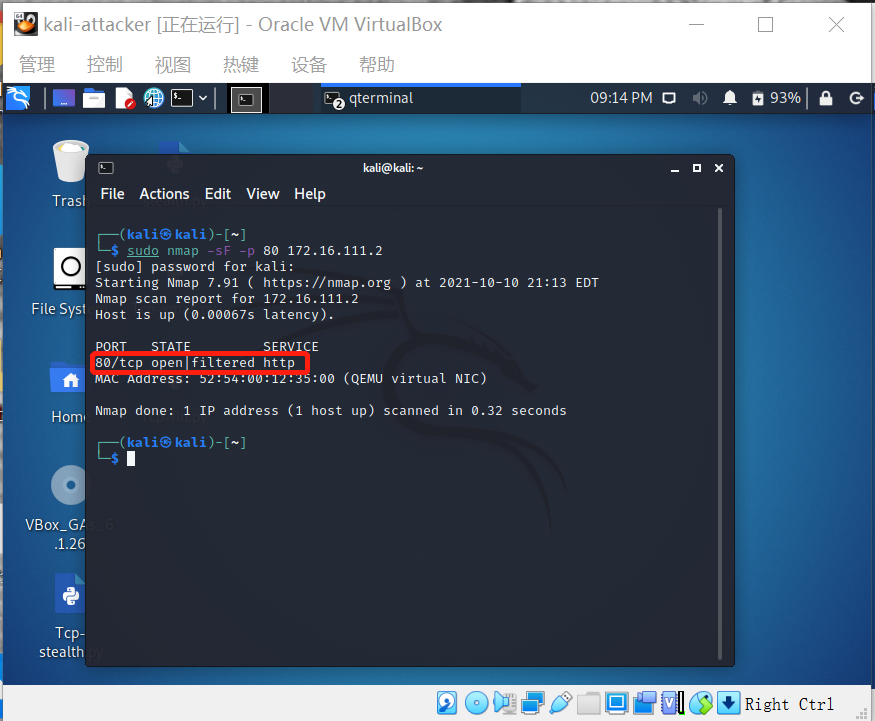 kali-attacker [正在运行] - Oracle VM VirtualBox
管理 控制 视图 热键 设备 帮助
qterminal 09:14 PM 93%
2
kali@kali: ~
File Actions Edit View Help
Trash
File Syst
Home
VBox_GAs_6
.1.26
Tcp-
stealth.py
┌──(kali㉿kali)-[~]
└─$ sudo nmap -sF -p 80 172.16.111.2
[sudo] password for kali:
Starting Nmap 7.91 ( https://nmap.org ) at 2021-10-10 21:13 EDT
Nmap scan report for 172.16.111.2
Host is up (0.00067s latency).
PORT   STATE         SERVICE
80/tcp open|filtered http
MAC Address: 52:54:00:12:35:00 (QEMU virtual NIC)
Nmap done: 1 IP address (1 host up) scanned in 0.32 seconds
┌──(kali㉿kali)-[~]
└─$
Right Ctrl